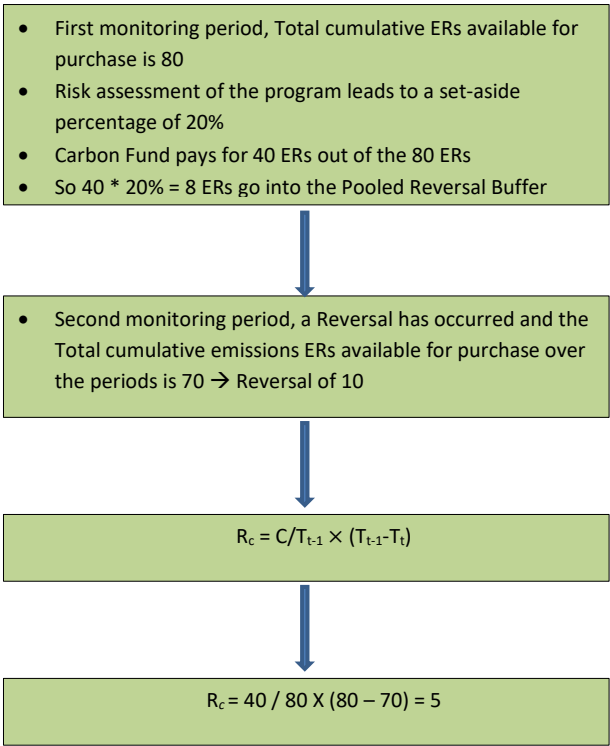 • First monitoring period, Total cumulative ERs available for
purchase is 80
• Risk assessment of the program leads to a set-aside
percentage of 20%
• Carbon Fund pays for 40 ERs out of the 80 ERs
• So 40 * 20% = 8 ERs go into the Pooled Reversal Buffer
• Second monitoring period, a Reversal has occurred and the
Total cumulative emissions ERs available for purchase over
the periods is 70 → Reversal of 10
Rc = C/Tt-1 × (Tt-1-Tt)
Rc = 40 / 80 X (80 – 70) = 5